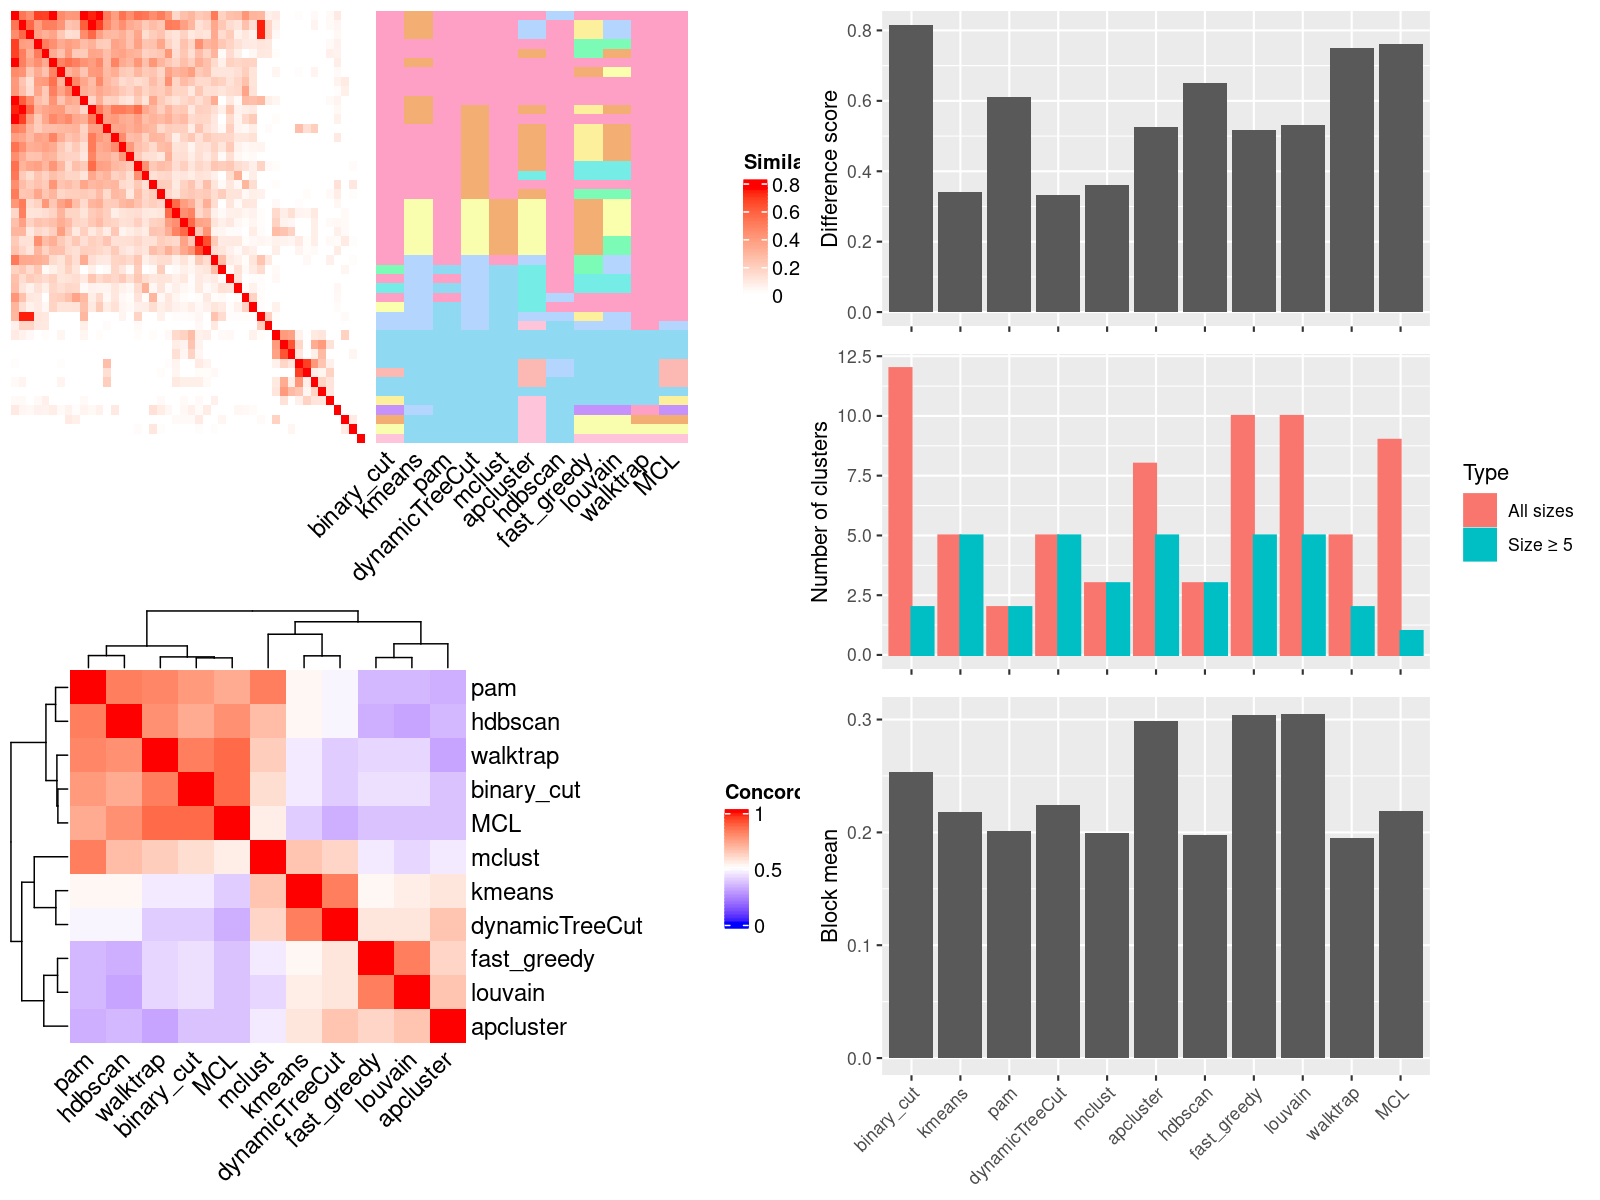 Simila
0.8
0.6
0.4
0.2
0
binary_cut
kmeans
pam
dynamicTreeCut
mclust
apcluster
hdbscan
fast_greedy
louvain
walktrap
MCL
pam
hdbscan
walktrap
binary_cut
MCL
mclust
kmeans
dynamicTreeCut
fast_greedy
louvain
apcluster
pam
hdbscan
walktrap
binary_cut
MCL
mclust
kmeans
dynamicTreeCut
fast_greedy
louvain
apcluster
Concord
1
0.5
0
Difference score
0.8
0.6
0.4
0.2
0.0
Number of clusters
12.5
10.0
7.5
5.0
2.5
0.0
Type
All sizes
Size ≥ 5
Block mean
0.3
0.2
0.1
0.0
binary_cut
kmeans
pam
dynamicTreeCut
mclust
apcluster
hdbscan
fast_greedy
louvain
walktrap
MCL